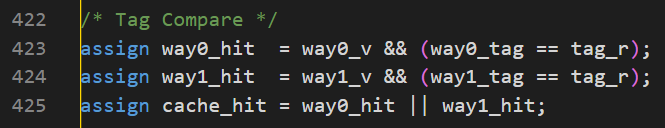 422 /* Tag Compare */
423 assign way0_hit  = way0_v && (way0_tag == tag_r);
424 assign way1_hit  = way1_v && (way1_tag == tag_r);
425 assign cache_hit = way0_hit || way1_hit;